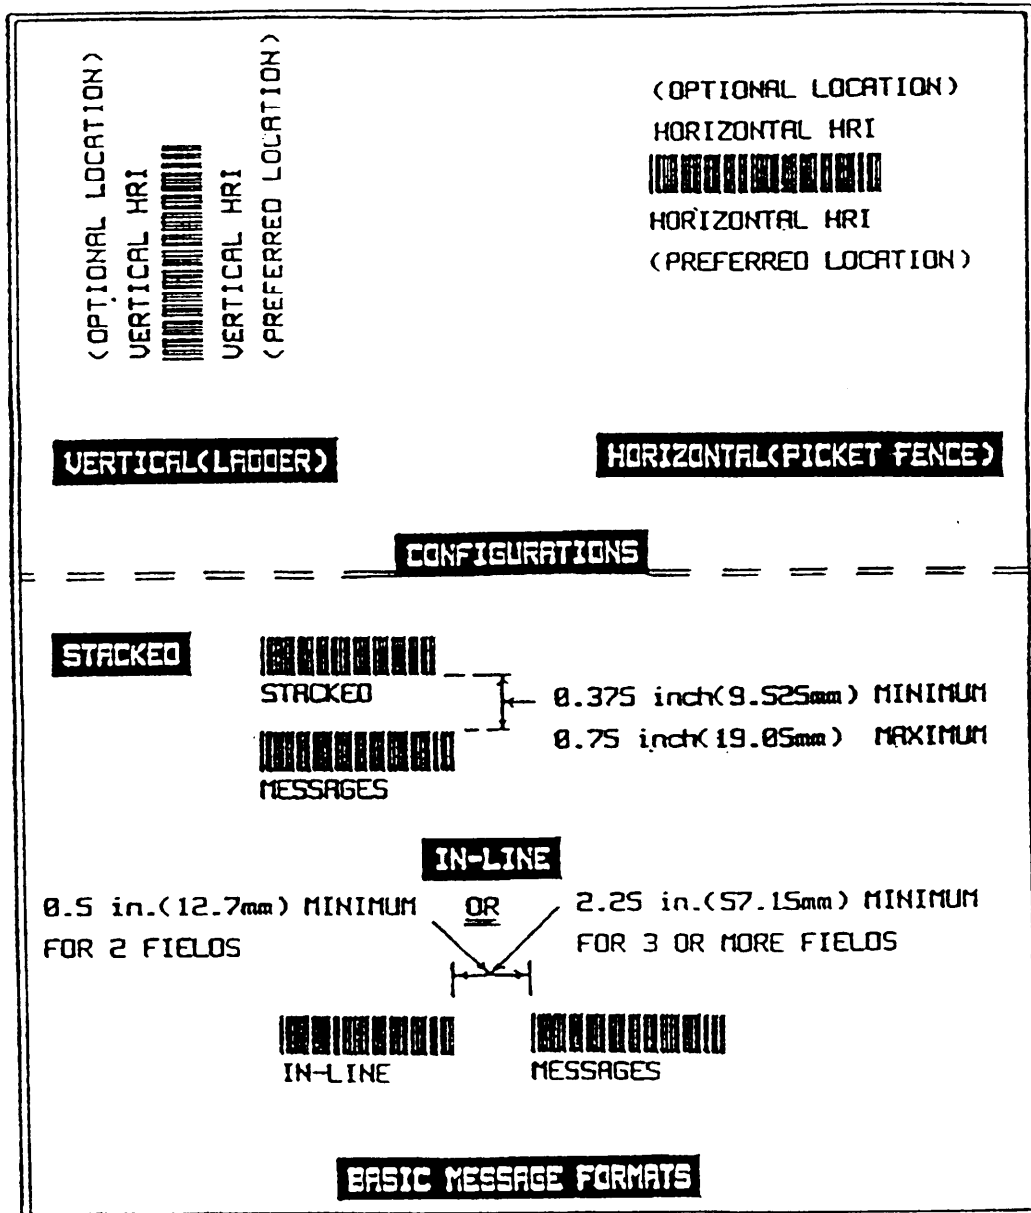 (OPTIONAL LOCATION)
VERTICAL HRI
VERTICAL HRI
(PREFERRED LOCATION)
(OPTIONAL LOCATION)
HORIZONTAL HRI
HORIZONTAL HRI
(PREFERRED LOCATION)
VERTICAL(LADDER)
HORIZONTAL(PICKET FENCE)
CONFIGURATIONS
STACKED
STACKED
0.375 inch(9.525mm) MINIMUM
0.75 inch(19.05mm) MAXIMUM
MESSAGES
IN-LINE
0.5 in.(12.7mm) MINIMUM
FOR 2 FIELDS
OR
2.25 in.(57.15mm) MINIMUM
FOR 3 OR MORE FIELDS
IN-LINE
MESSAGES
BASIC MESSAGE FORMATS